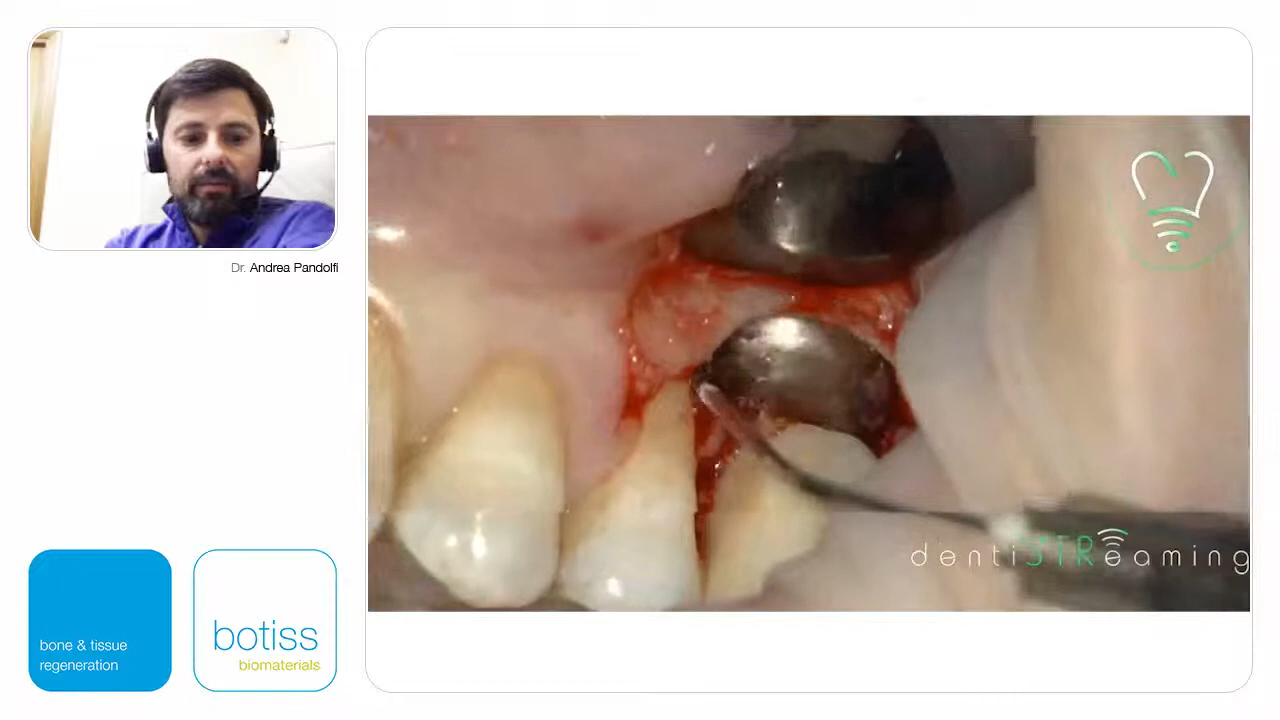 Dr. Andrea Pandolfi
bone & tissue
regeneration
botiss
biomaterials
dentiSTReaming